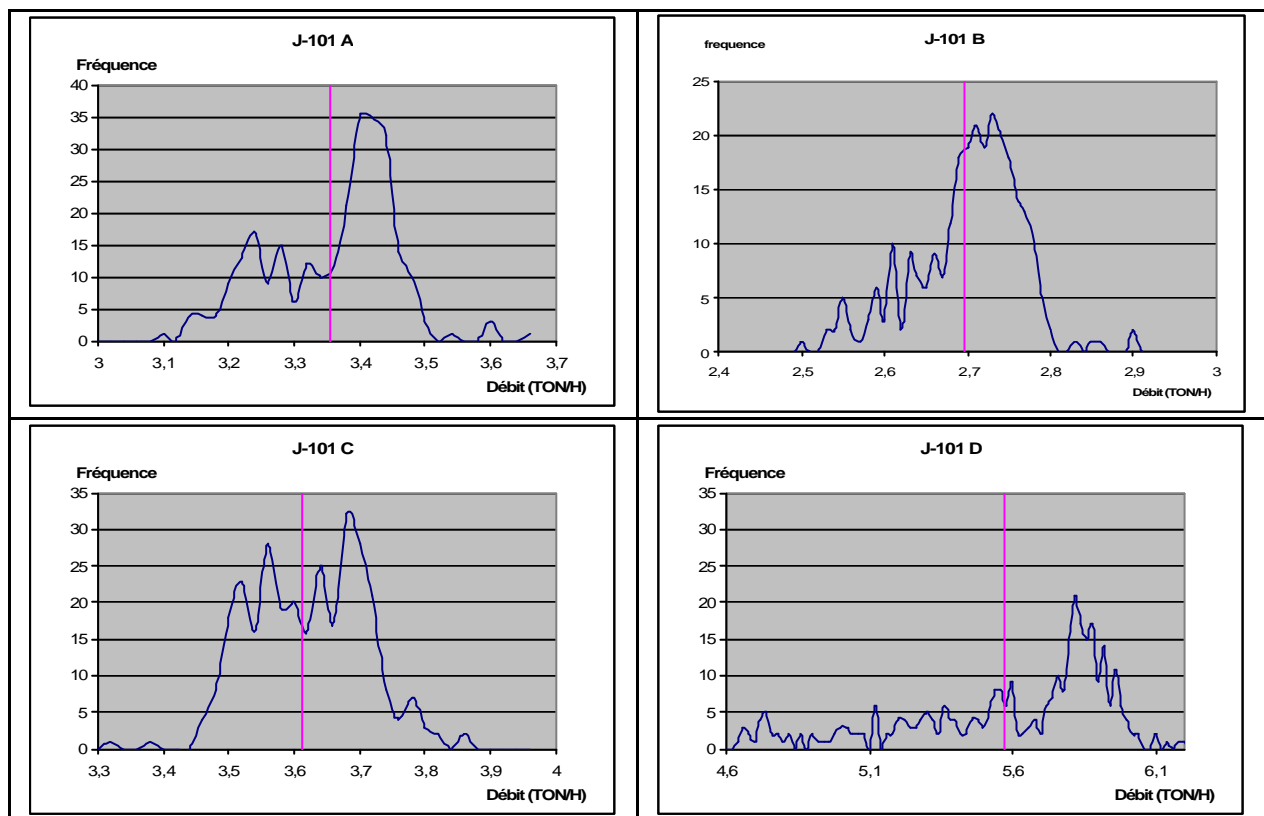 J-101 A
Fréquence
40
35
30
25
20
15
10
5
0
3 3,1 3,2 3,3 3,4 3,5 3,6 3,7
Débit (TON/H)
J-101 B
frequence
25
20
15
10
5
0
2,4 2,5 2,6 2,7 2,8 2,9 3
Débit (TON/H)
J-101 C
Fréquence
35
30
25
20
15
10
5
0
3,3 3,4 3,5 3,6 3,7 3,8 3,9 4
Débit (TON/H)
J-101 D
Fréquence
35
30
25
20
15
10
5
0
4,6 5,1 5,6 6,1
Débit (TON/H)